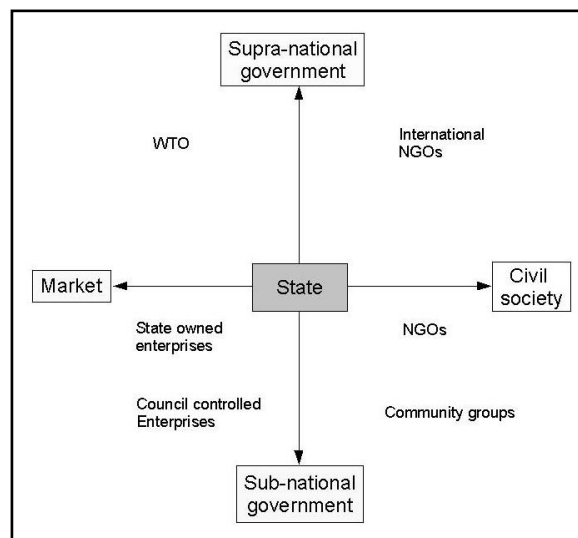 Supra-national
government
WTO
International
NGOs
Market
State
Civil
society
State owned
enterprises
NGOs
Council controlled
Enterprises
Community groups
Sub-national
government